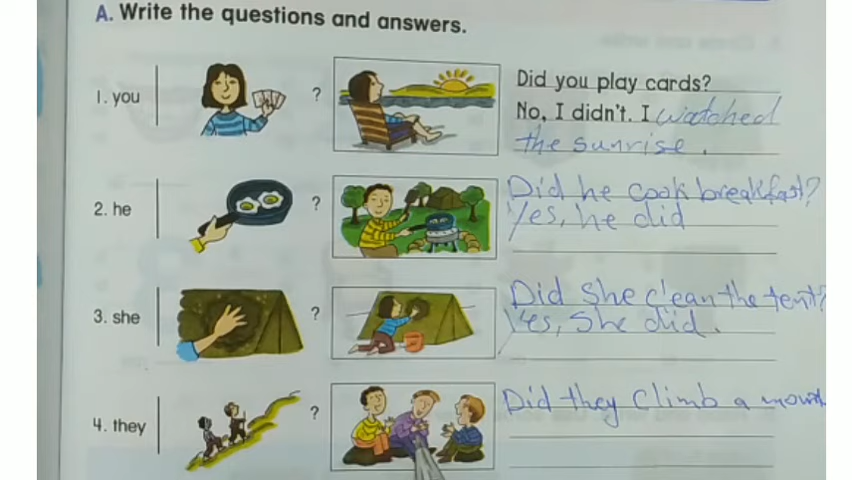 A. Write the questions and answers.
1. you
?
Did you play cards?
No, I didn't. I watched
the sunrise.
2. he
?
Did he cook breakfast?
Yes, he did
3. she
?
Did She clean the tent?
Yes, She did.
4. they
?
Did they Climb a